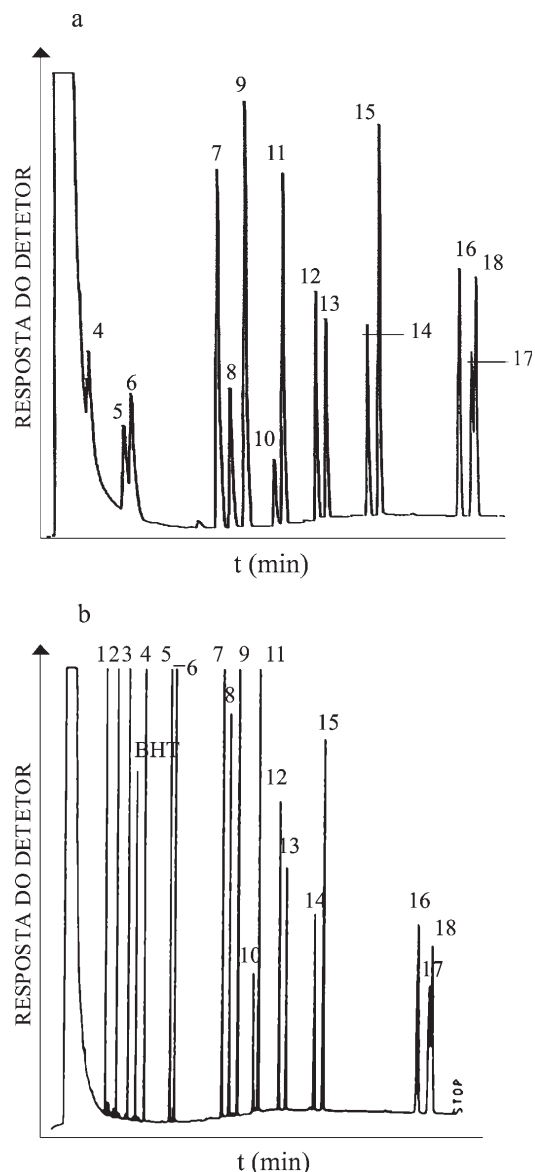 a
9
15
7
11
16
18
12
13
4
14
8
17
6
5
10
RESPOSTA DO DETETOR
t (min)
b
1 2 3 4 5 6 7 9 11
8
15
BHT
12
13
16
14
18
10
17
RESPOSTA DO DETETOR
STOP
t (min)